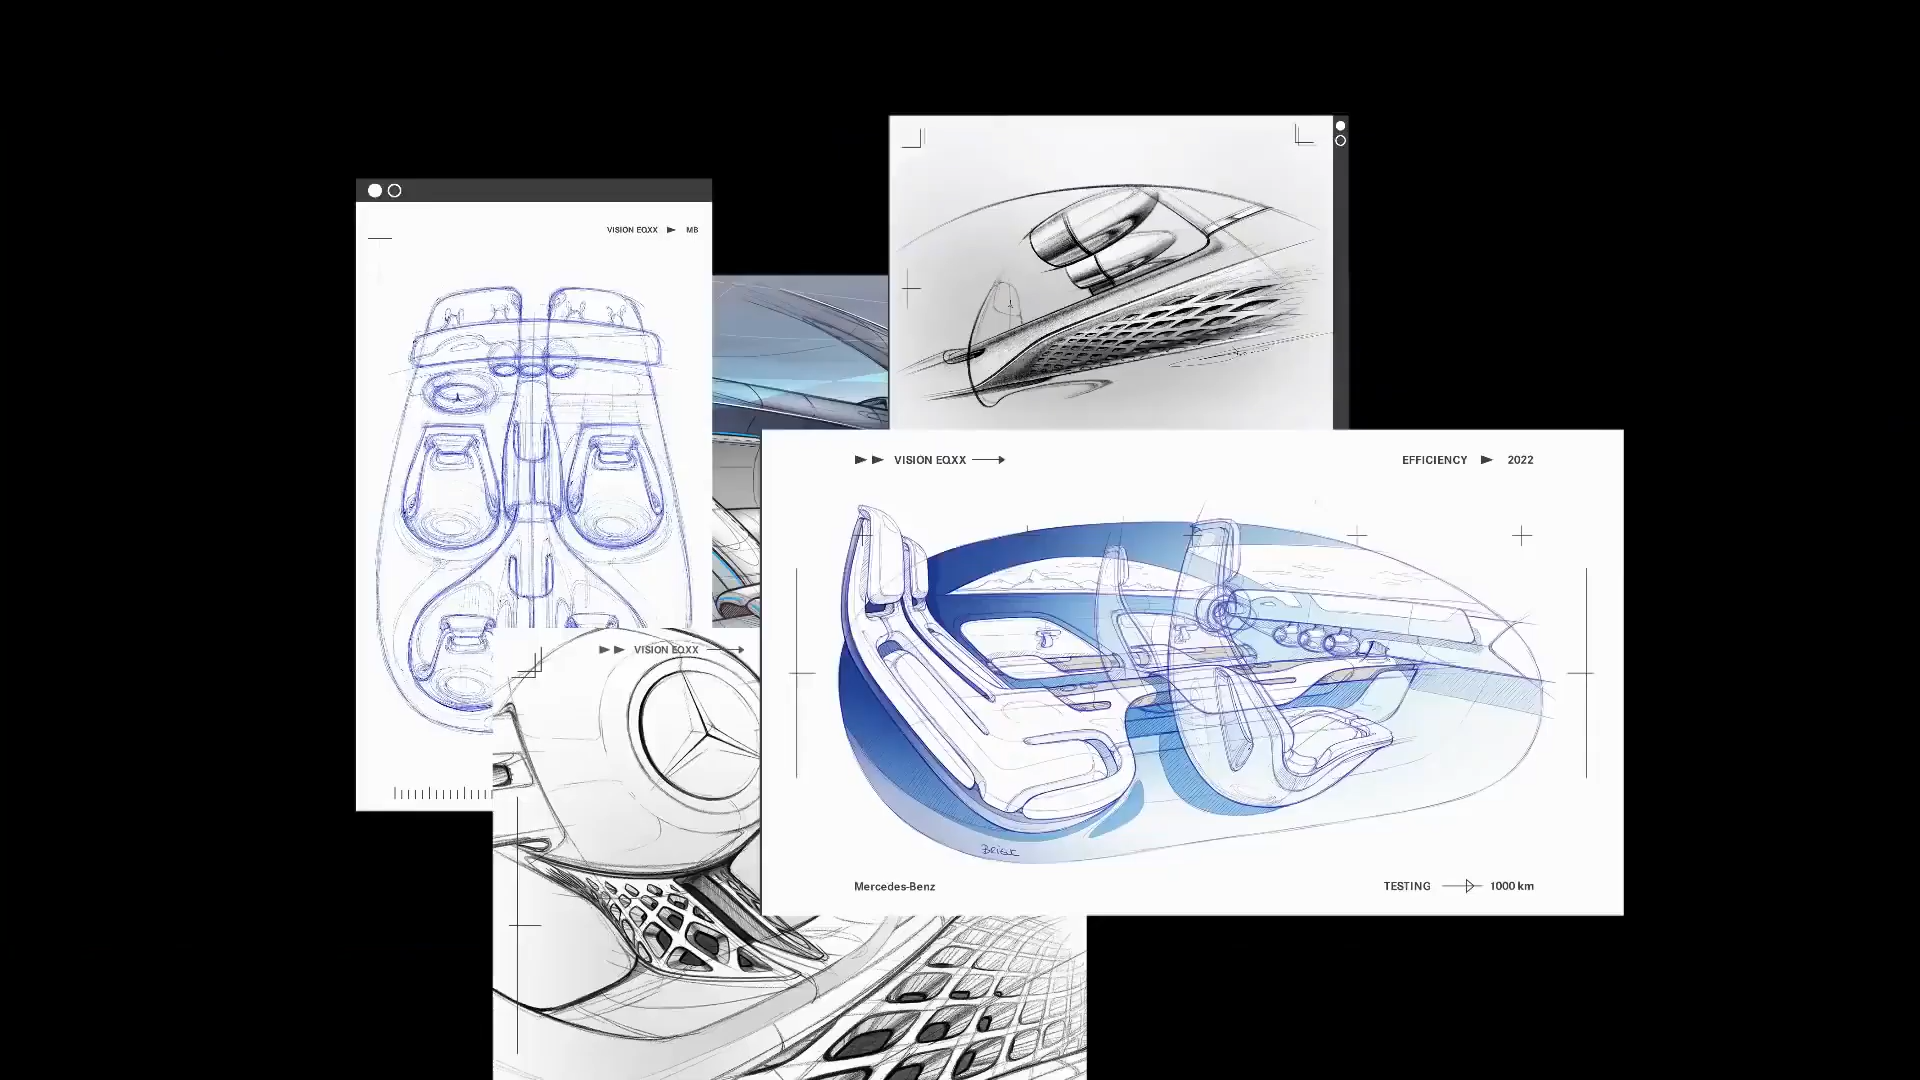 VISION EQXX MB
VISION EQXX
EFFICIENCY 2022
VISION EQXX
Mercedes-Benz
TESTING 1000 km